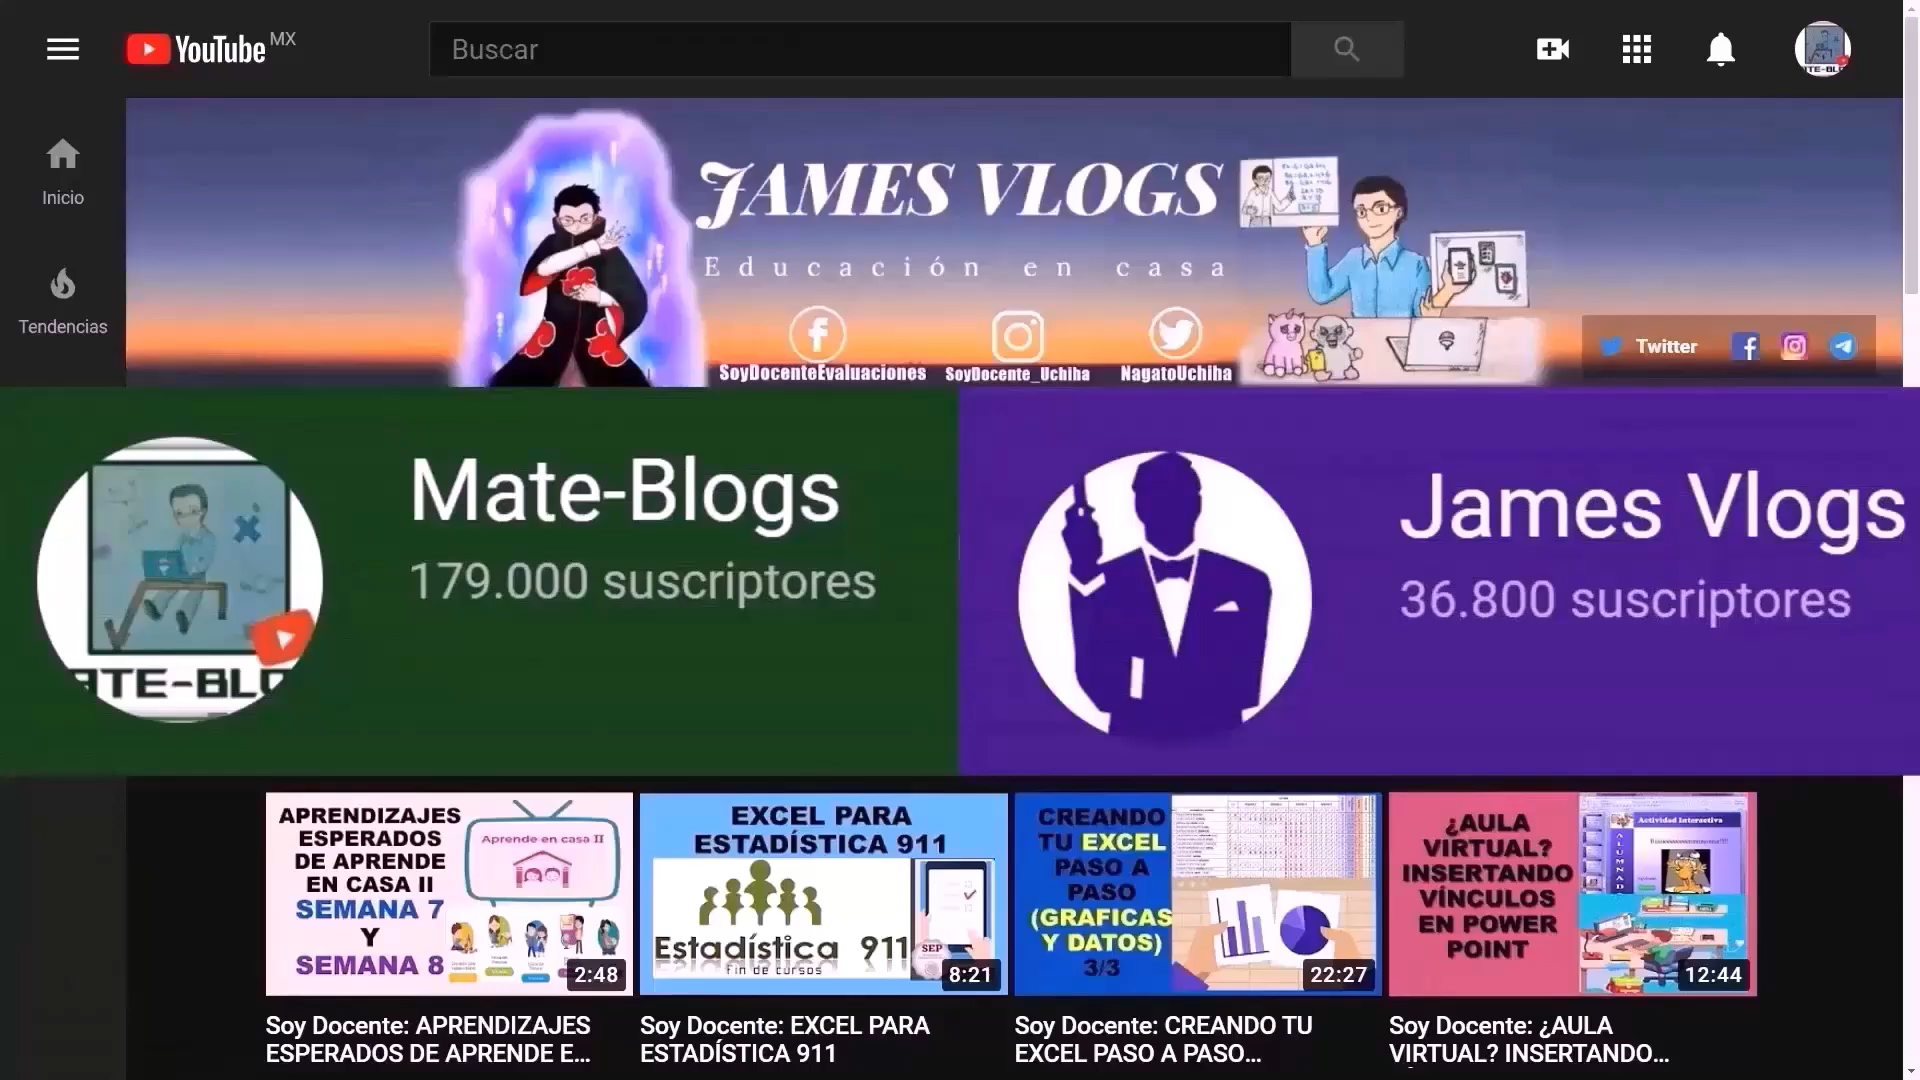 YouTube MX
Buscar
Inicio
Tendencias
JAMES VLOGS
Educación en casa
SoyDocenteEvaluaciones
SoyDocente_Uchiha
NagatoUchiha
Twitter
Mate-Blogs
179.000 suscriptores
ATE-BLO
James Vlogs
36.800 suscriptores
APRENDIZAJES
ESPERADOS
DE APRENDE
EN CASA II
SEMANA 7
Y
SEMANA 8
Aprende en casa II
2:48
EXCEL PARA
ESTADÍSTICA 911
Estadística 911
Fin de cursos
SEP
8:21
CREANDO
TU EXCEL
PASO A
PASO
(GRAFICAS
Y DATOS)
3/3
22:27
¿AULA
VIRTUAL?
INSERTANDO
VÍNCULOS
EN POWER
POINT
Actividad Interactiva
ALUMNAD
12:44
Soy Docente: APRENDIZAJES
ESPERADOS DE APRENDE E...
Soy Docente: EXCEL PARA
ESTADÍSTICA 911
Soy Docente: CREANDO TU
EXCEL PASO A PASO...
Soy Docente: ¿AULA
VIRTUAL? INSERTANDO...